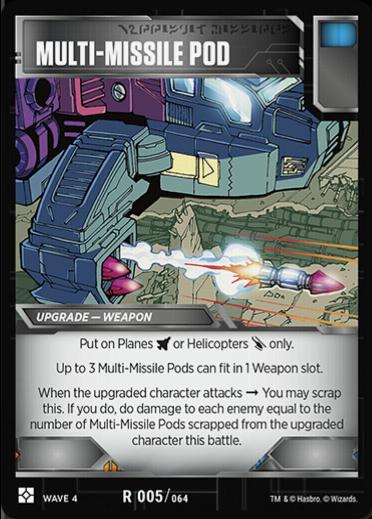 MULTI-MISSILE POD
UPGRADE — WEAPON
Put on Planes or Helicopters only.
Up to 3 Multi-Missile Pods can fit in 1 Weapon slot.
When the upgraded character attacks → You may scrap
this. If you do, do damage to each enemy equal to the
number of Multi-Missile Pods scrapped from the upgraded
character this battle.
WAVE 4
R 005/064
TM & © Hasbro. © Wizards.